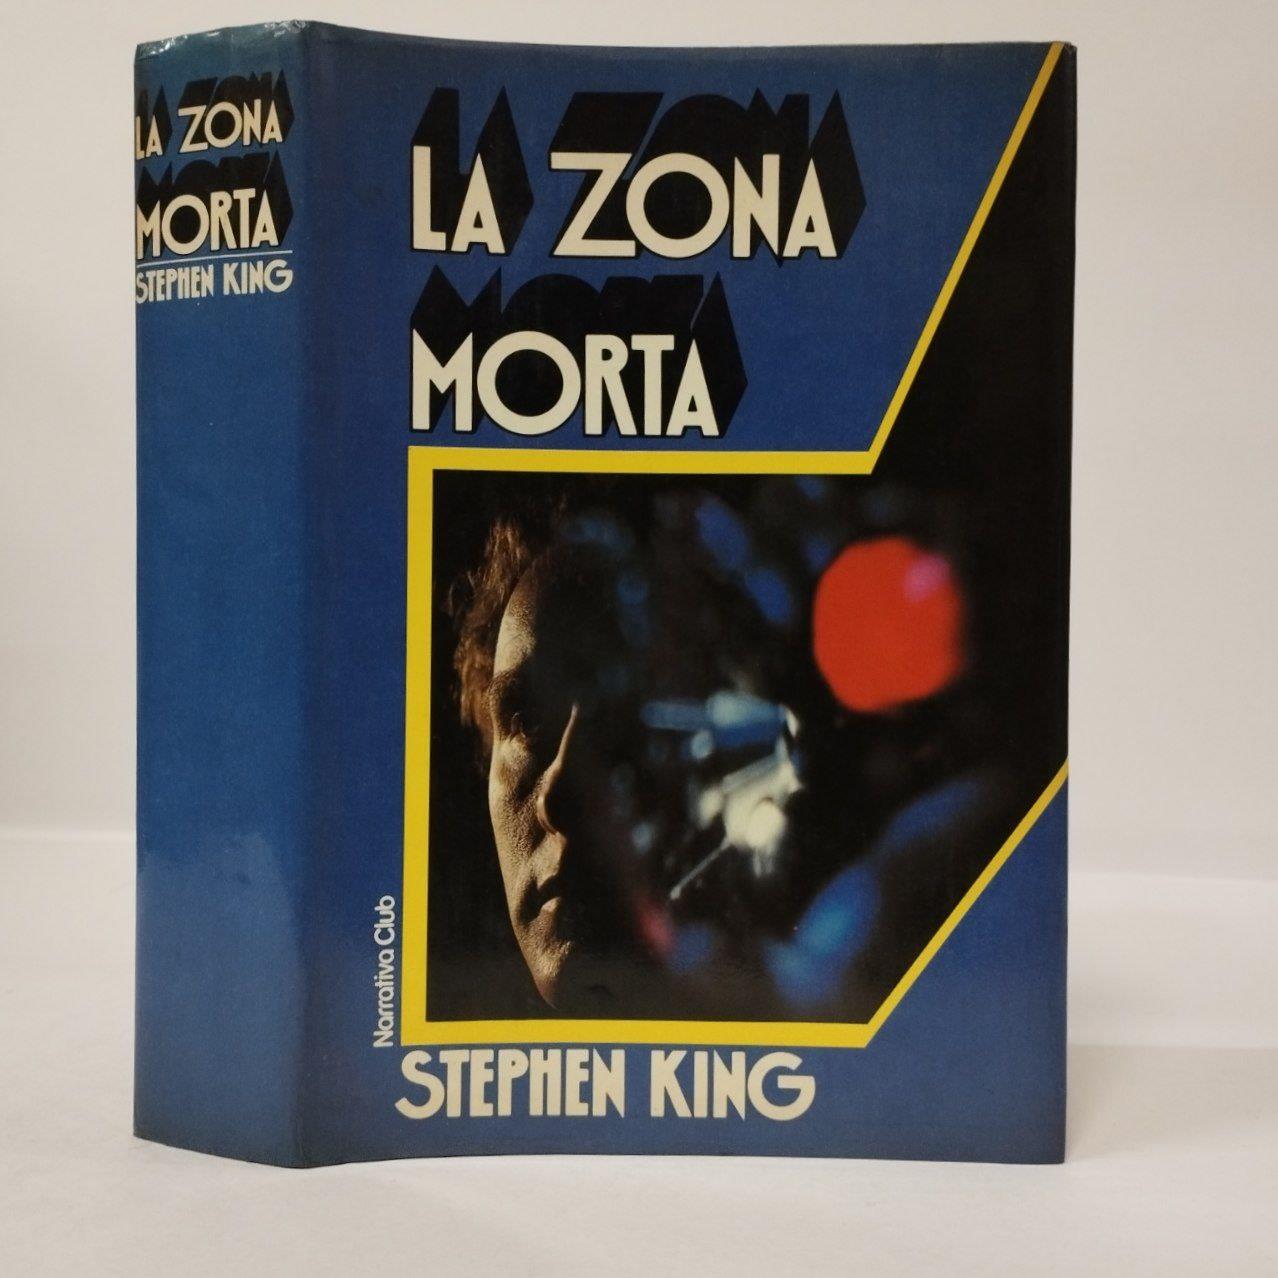 LA ZONA
MORTA
STEPHEN KING
LA ZONA
MORTA
Narrativa Club
STEPHEN KING